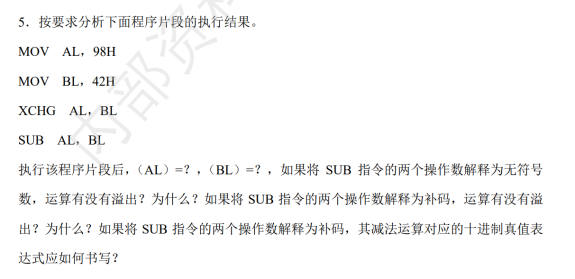 5．按要求分析下面程序片段的执行结果。
MOV AL，98H
MOV BL，42H
XCHG AL，BL
SUB AL，BL
执行该程序片段后，（AL）=？，（BL）=？，如果将 SUB 指令的两个操作数解释为无符号
数，运算有没有溢出？为什么？如果将 SUB 指令的两个操作数解释为补码，运算有没有溢
出？为什么？如果将 SUB 指令的两个操作数解释为补码，其减法运算对应的十进制真值表
达式应如何书写？
内部资料